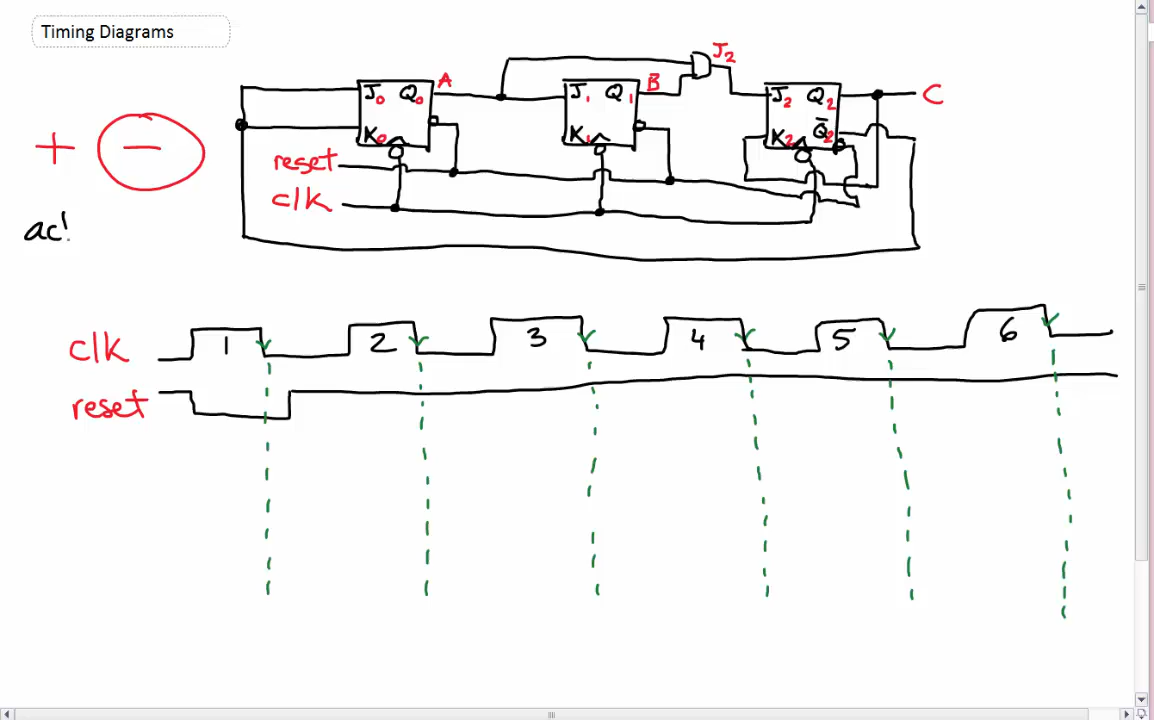 Timing Diagrams
J2
A
B
J0 Q0
J1 Q1
J2 Q2
C
+ −
K0
K1
K2
Q̅2
reset
clk
ac!
clk 1 2 3 4 5 6
reset